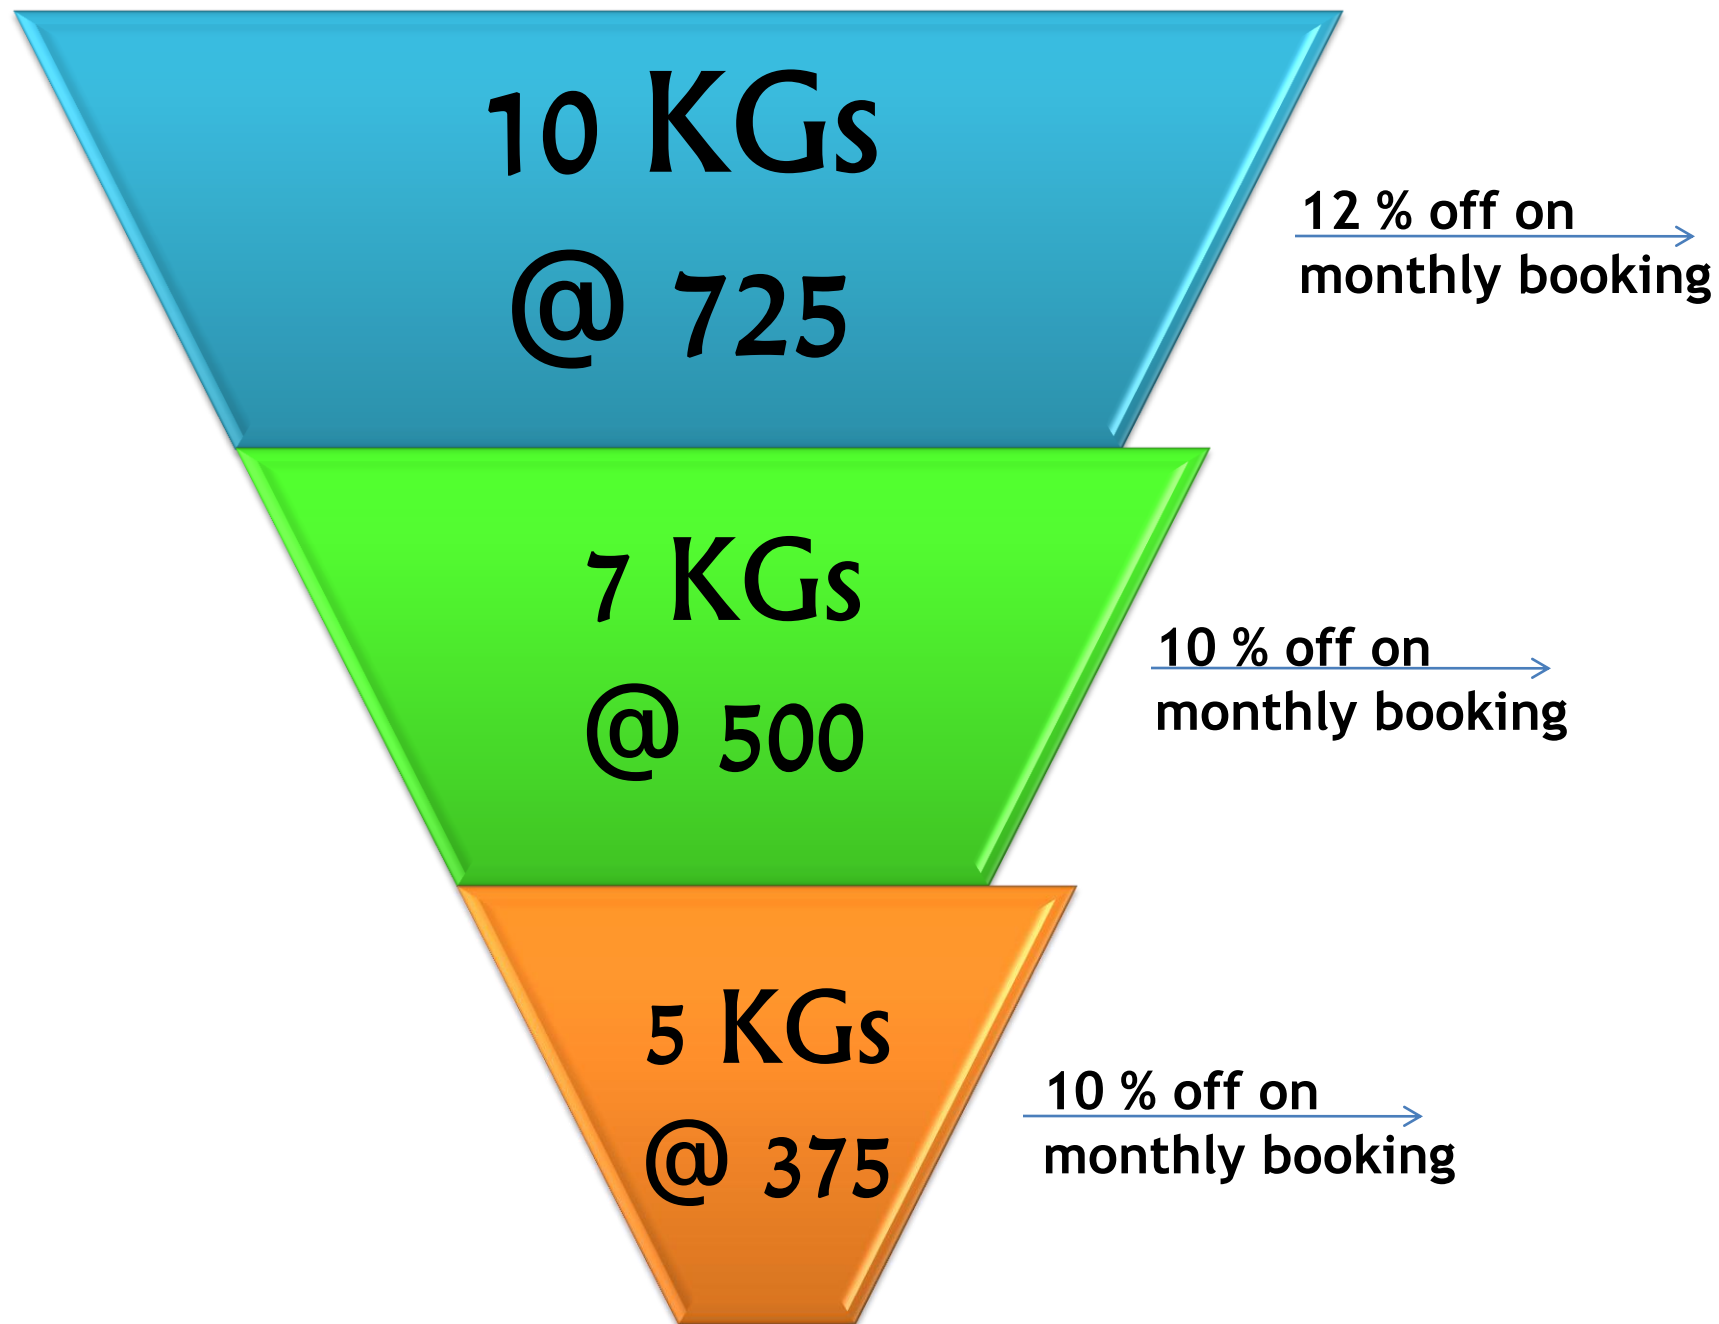 10 KGs
@ 725
12 % off on
monthly booking
7 KGs
@ 500
10 % off on
monthly booking
5 KGs
@ 375
10 % off on
monthly booking